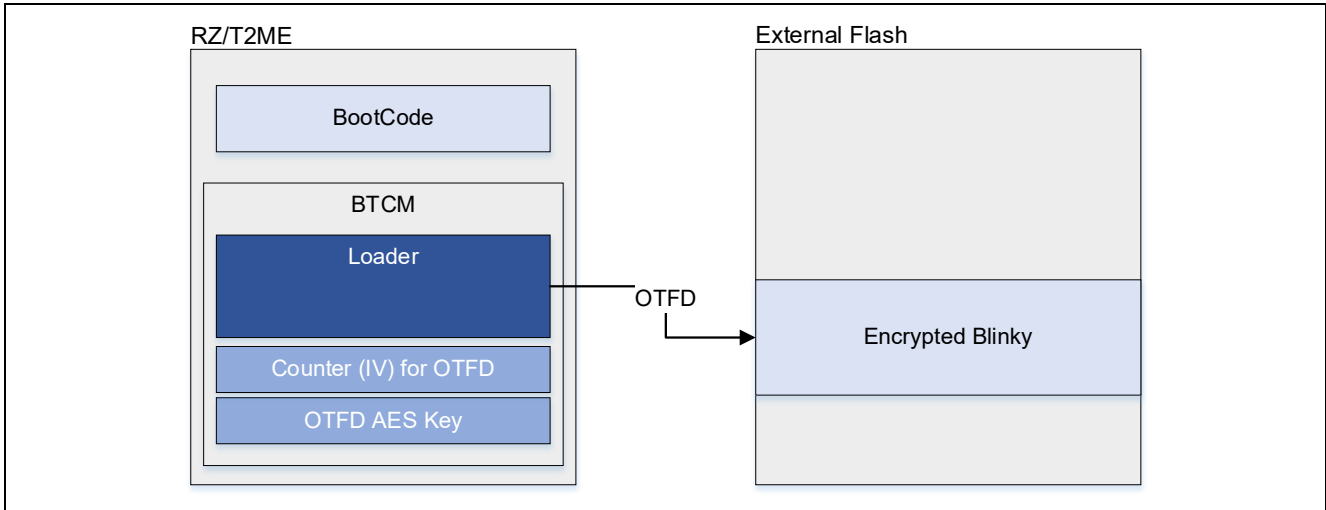 RZ/T2ME
BootCode
BTCM
Loader
Counter (IV) for OTFD
OTFD AES Key
OTFD
External Flash
Encrypted Blinky